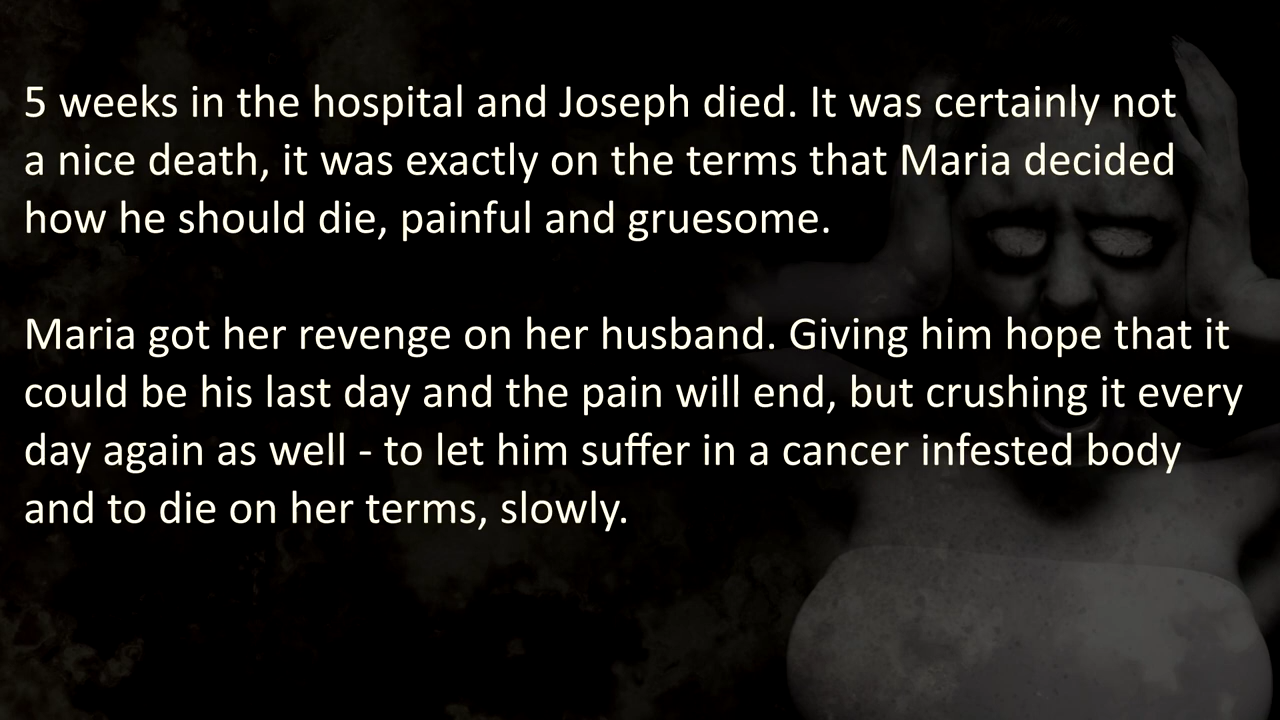 5 weeks in the hospital and Joseph died. It was certainly not
a nice death, it was exactly on the terms that Maria decided
how he should die, painful and gruesome.
Maria got her revenge on her husband. Giving him hope that it
could be his last day and the pain will end, but crushing it every
day again as well - to let him suffer in a cancer infested body
and to die on her terms, slowly.